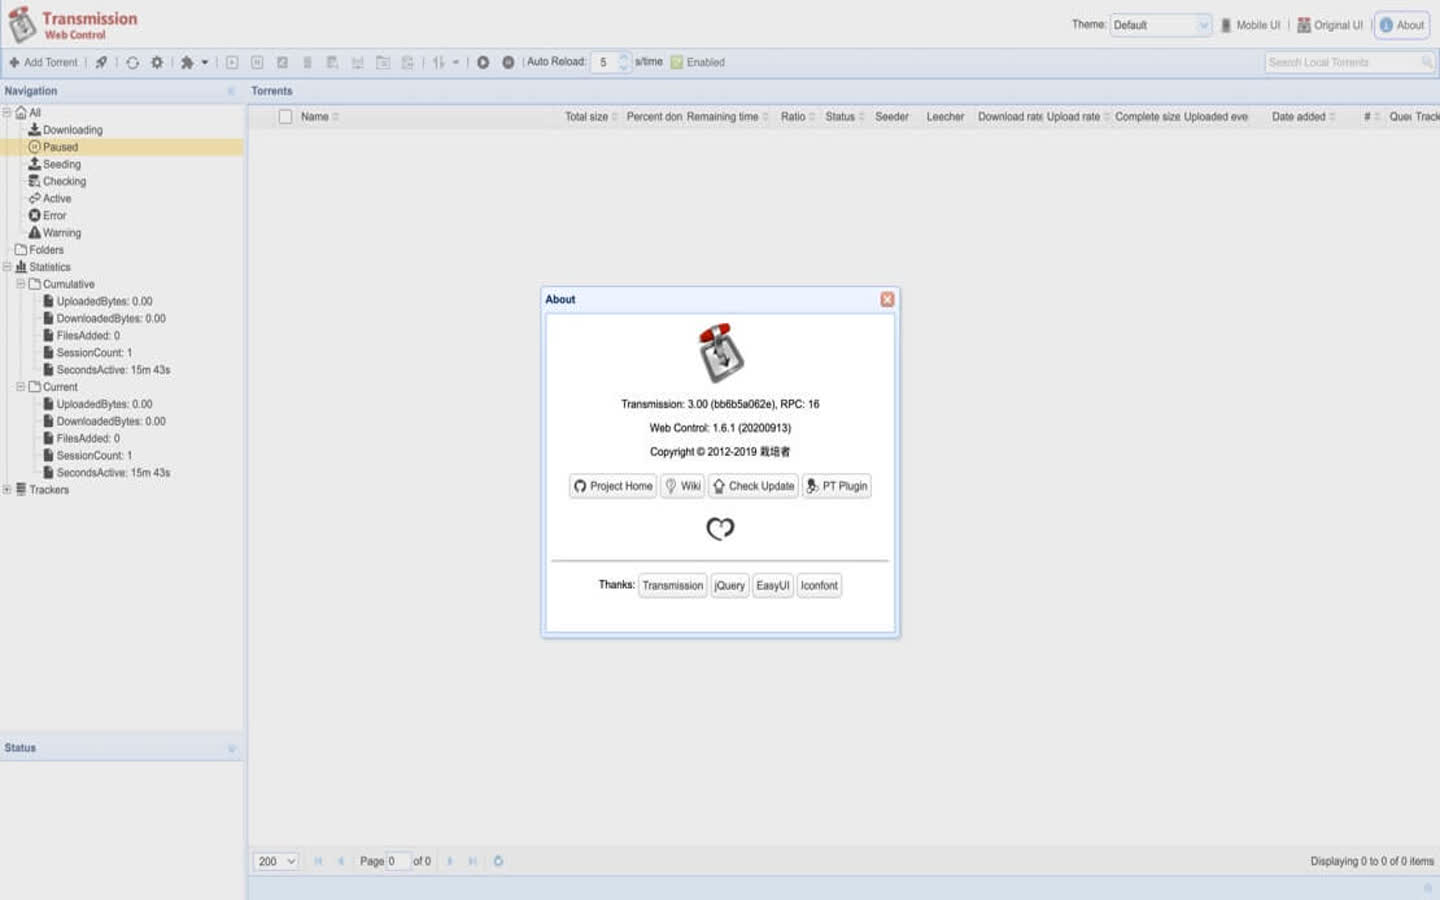 Transmission
Web Control
Theme: Default Mobile UI | Original UI | About
Add Torrent Auto Reload: 5 s/time Enabled Search Local Torrents
Navigation
Torrents
Name Total size Percent don Remaining time Ratio Status Seeder Leecher Download rate Upload rate Complete size Uploaded eve Date added # Quei Track
All
Downloading
Paused
Seeding
Checking
Active
Error
Warning
Folders
Statistics
Cumulative
UploadedBytes: 0.00
DownloadedBytes: 0.00
FilesAdded: 0
SessionCount: 1
SecondsActive: 15m 43s
Current
UploadedBytes: 0.00
DownloadedBytes: 0.00
FilesAdded: 0
SessionCount: 1
SecondsActive: 15m 43s
Trackers
About
Transmission: 3.00 (bb6b5a062e), RPC: 16
Web Control: 1.6.1 (20200913)
Copyright © 2012-2019 栽培者
Project Home Wiki Check Update PT Plugin
Thanks: Transmission jQuery EasyUI Iconfont
Status
200 Page 0 of 0 Displaying 0 to 0 of 0 items